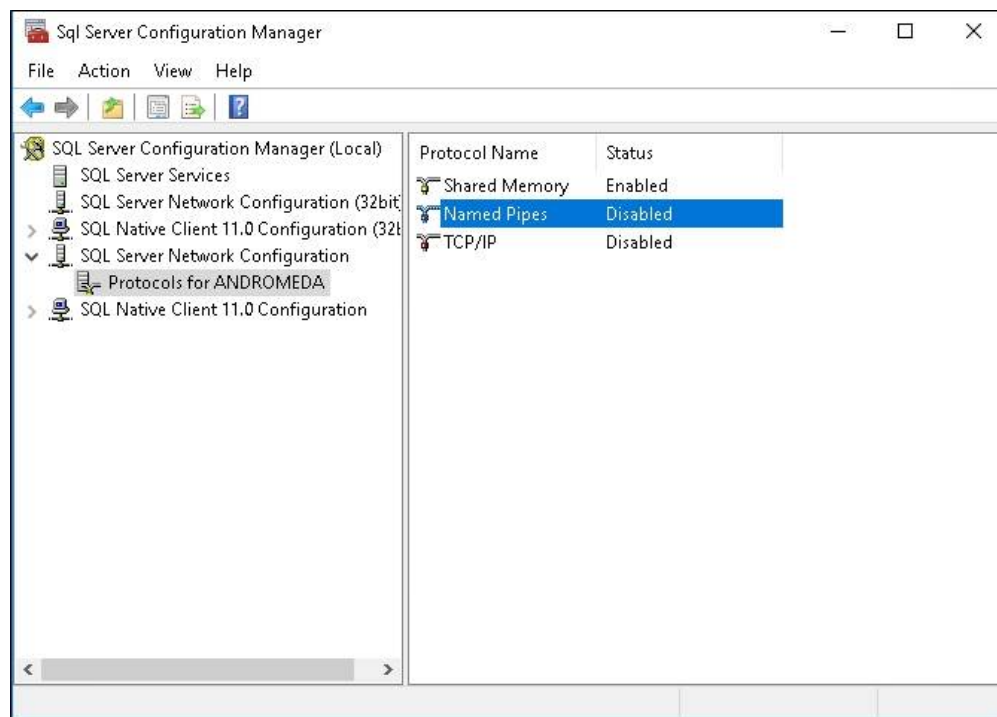 Sql Server Configuration Manager
File Action View Help
SQL Server Configuration Manager (Local)
SQL Server Services
SQL Server Network Configuration (32bit
SQL Native Client 11.0 Configuration (32b
SQL Server Network Configuration
Protocols for ANDROMEDA
SQL Native Client 11.0 Configuration
Protocol Name Status
Shared Memory Enabled
Named Pipes Disabled
TCP/IP Disabled